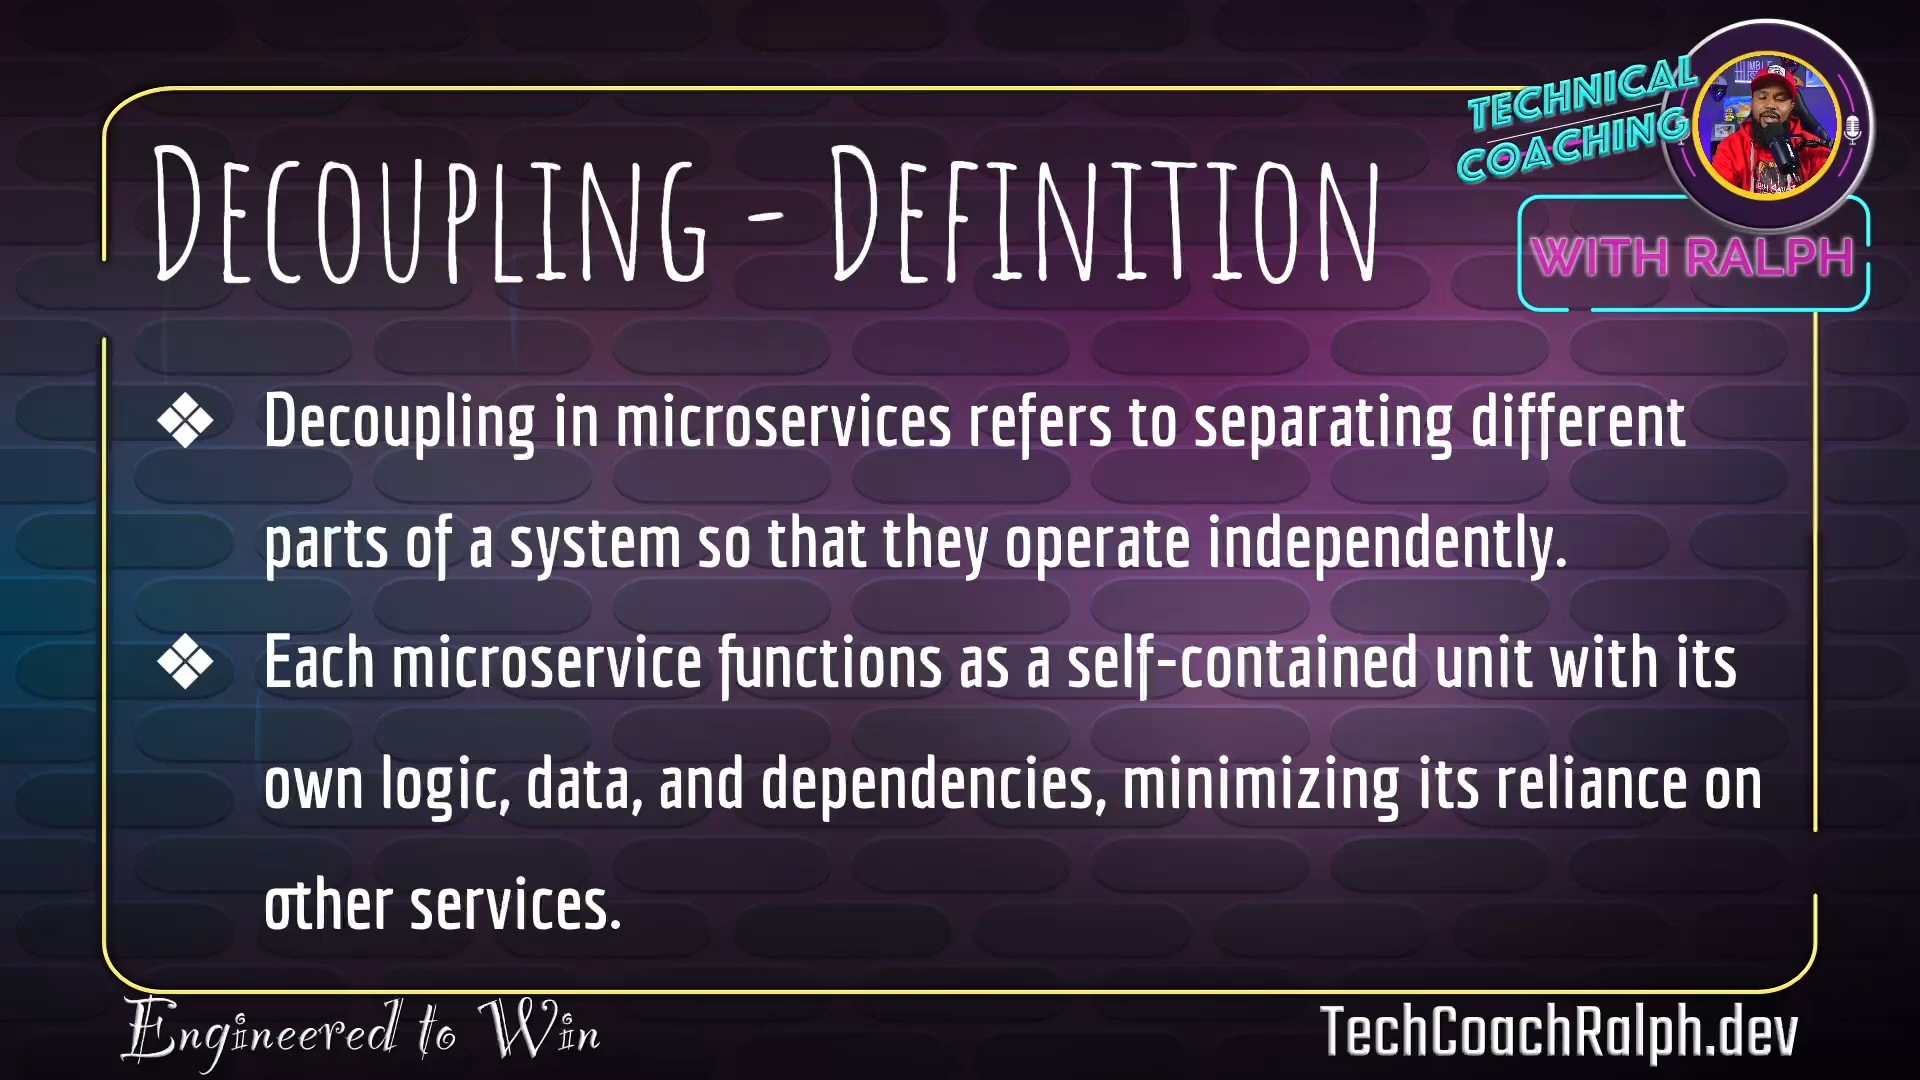 TECHNICAL
COACHING
WITH RALPH
DECOUPLING - DEFINITION
❖ Decoupling in microservices refers to separating different
parts of a system so that they operate independently.
❖ Each microservice functions as a self-contained unit with its
own logic, data, and dependencies, minimizing its reliance on
other services.
Engineered to Win
TechCoachRalph.dev